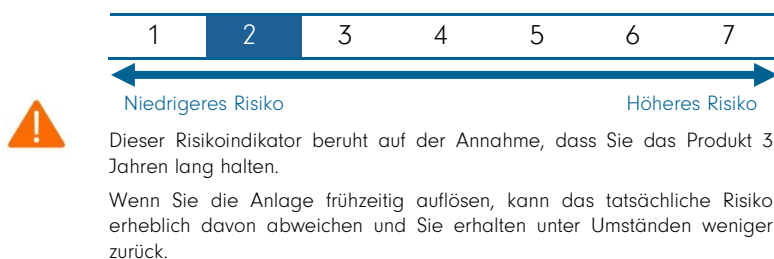 1 2 3 4 5 6 7
Niedrigeres Risiko Höheres Risiko
Dieser Risikoindikator beruht auf der Annahme, dass Sie das Produkt 3
Jahren lang halten.
Wenn Sie die Anlage frühzeitig auflösen, kann das tatsächliche Risiko
erheblich davon abweichen und Sie erhalten unter Umständen weniger
zurück.